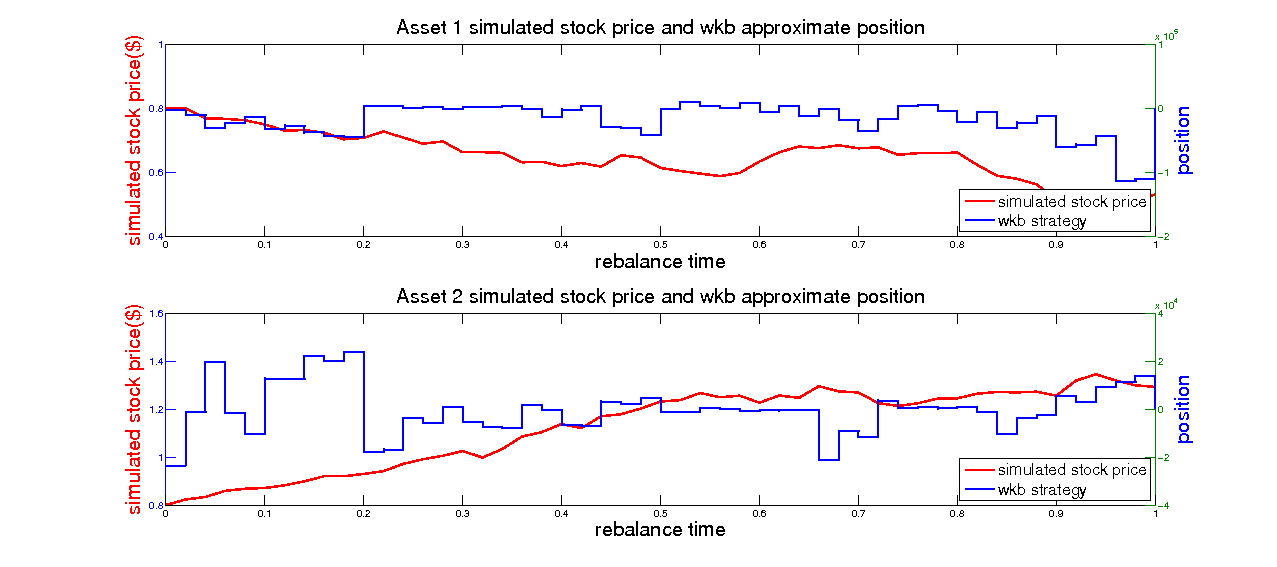 Asset 1 simulated stock price and wkb approximate position
x 10^5
simulated stock price($)
1
0.8
0.6
0.4
1
0
-1
-2
position
simulated stock price
wkb strategy
0 0.1 0.2 0.3 0.4 0.5 0.6 0.7 0.8 0.9 1
rebalance time
Asset 2 simulated stock price and wkb approximate position
x 10^4
simulated stock price($)
1.6
1.4
1.2
1
0.8
4
2
0
-2
-4
position
simulated stock price
wkb strategy
0 0.1 0.2 0.3 0.4 0.5 0.6 0.7 0.8 0.9 1
rebalance time